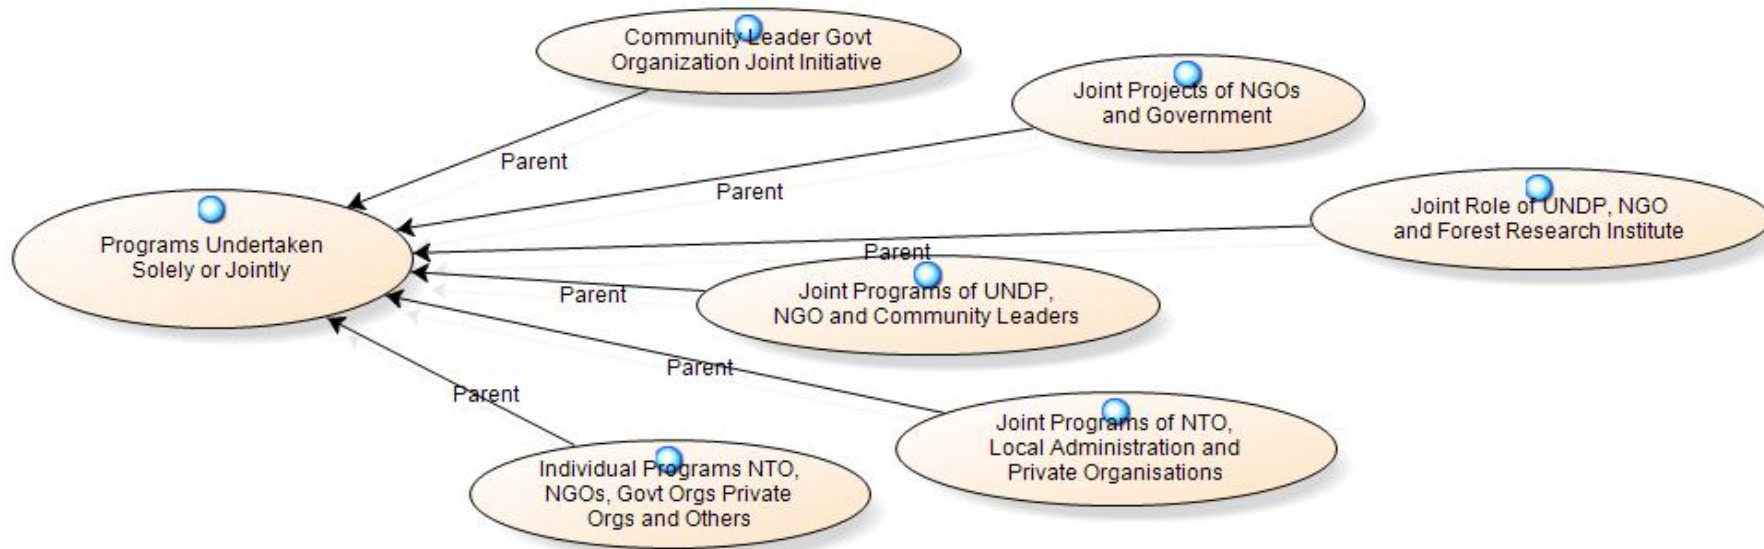 Community Leader Govt
Organization Joint Initiative
Joint Projects of NGOs
and Government
Parent
Parent
Joint Role of UNDP, NGO
and Forest Research Institute
Programs Undertaken
Solely or Jointly
Parent
Parent
Joint Programs of UNDP,
NGO and Community Leaders
Parent
Parent
Joint Programs of NTO,
Local Administration and
Private Organisations
Individual Programs NTO,
NGOs, Govt Orgs Private
Orgs and Others